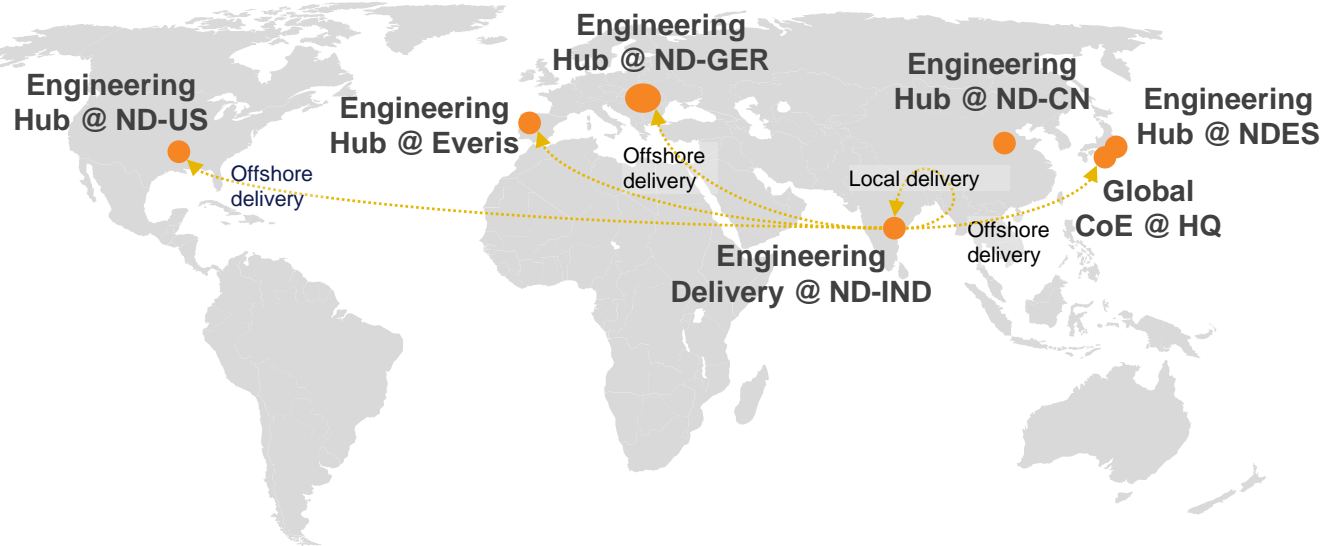 Engineering
Hub @ ND-US
Engineering
Hub @ Everis
Engineering
Hub @ ND-GER
Engineering
Hub @ ND-CN
Engineering
Hub @ NDES
Global
CoE @ HQ
Offshore
delivery
Offshore
delivery
Local delivery
Offshore
delivery
Engineering
Delivery @ ND-IND